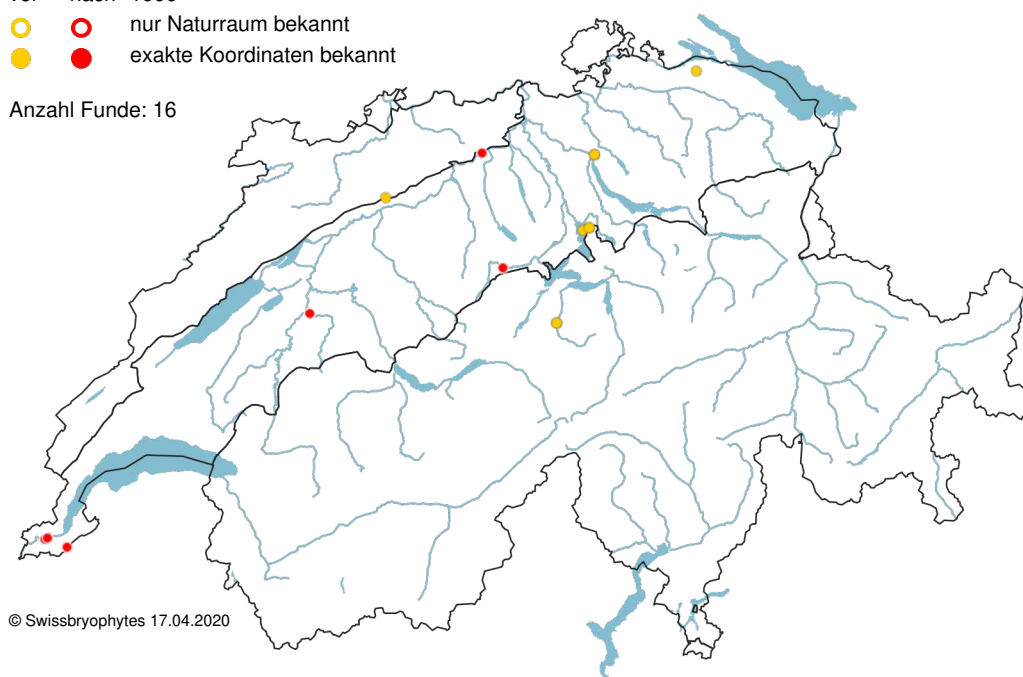 nur Naturraum bekannt
exakte Koordinaten bekannt
Anzahl Funde: 16
© Swissbryophytes 17.04.2020